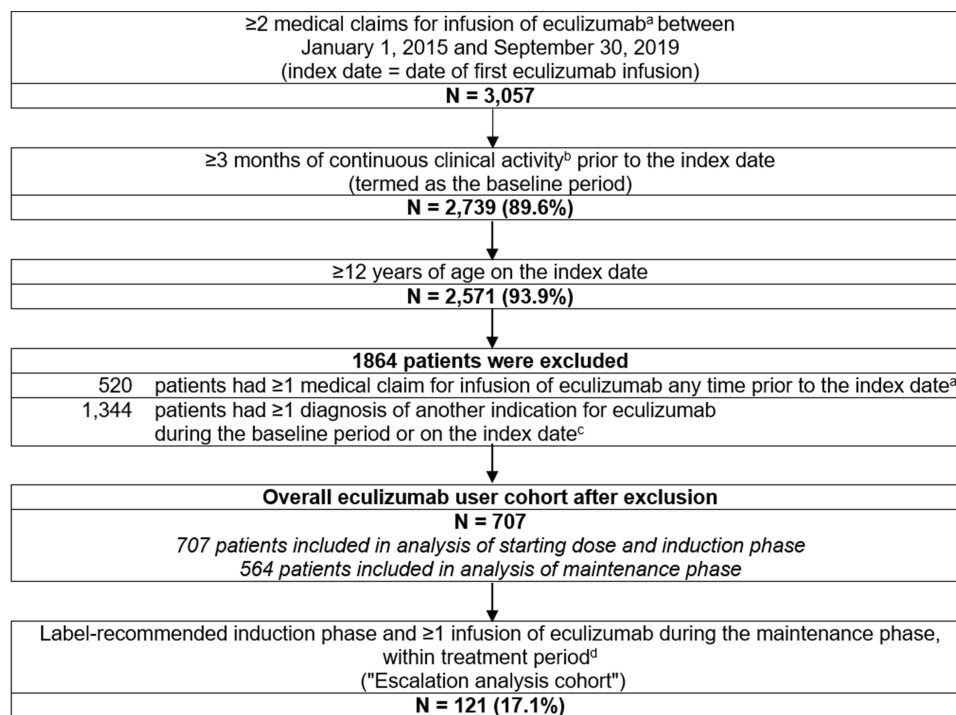 ≥2 medical claims for infusion of eculizumabᵃ between
January 1, 2015 and September 30, 2019
(index date = date of first eculizumab infusion)
N = 3,057
≥3 months of continuous clinical activityᵇ prior to the index date
(termed as the baseline period)
N = 2,739 (89.6%)
≥12 years of age on the index date
N = 2,571 (93.9%)
1864 patients were excluded
520 patients had ≥1 medical claim for infusion of eculizumab any time prior to the index dateᵃ
1,344 patients had ≥1 diagnosis of another indication for eculizumab
during the baseline period or on the index dateᶜ
Overall eculizumab user cohort after exclusion
N = 707
707 patients included in analysis of starting dose and induction phase
564 patients included in analysis of maintenance phase
Label-recommended induction phase and ≥1 infusion of eculizumab during the maintenance phase,
within treatment periodᵈ
("Escalation analysis cohort")
N = 121 (17.1%)